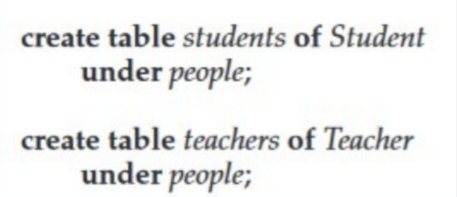 create table students of Student
under people;
create table teachers of Teacher
under people;